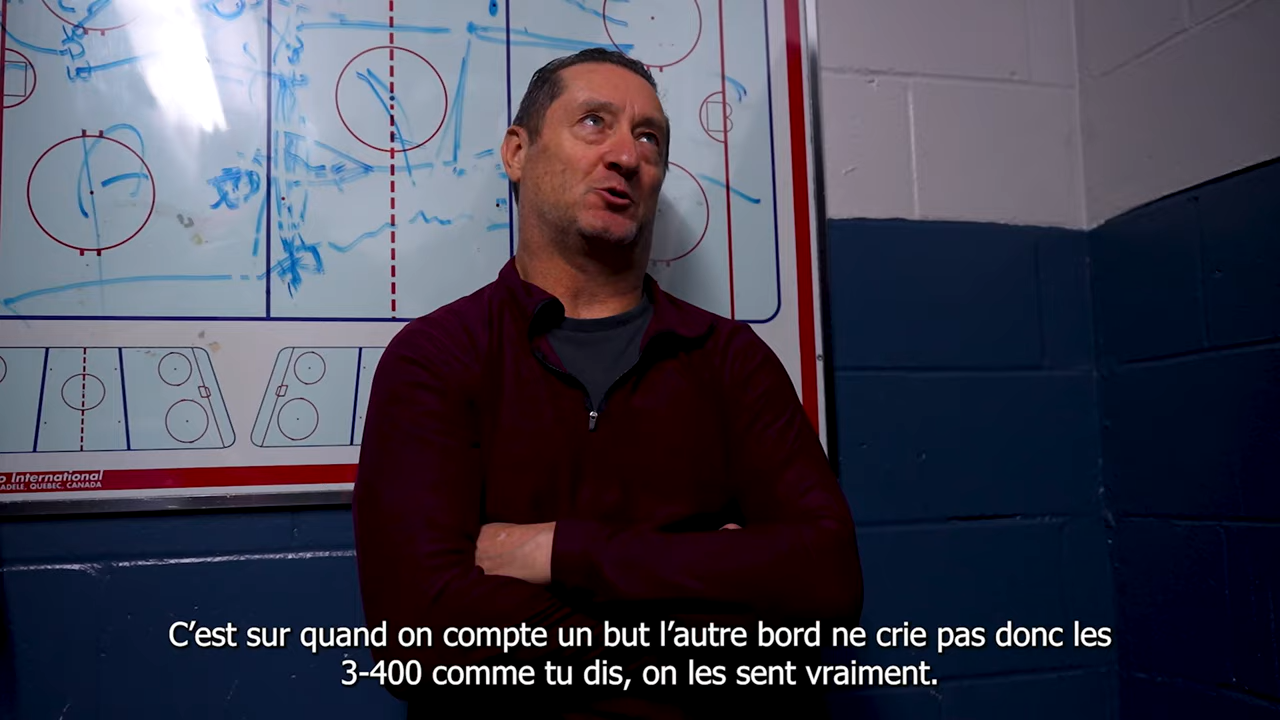 International
ADELE, QUEBEC, CANADA
C'est sur quand on compte un but l'autre bord ne crie pas donc les
3-400 comme tu dis, on les sent vraiment.